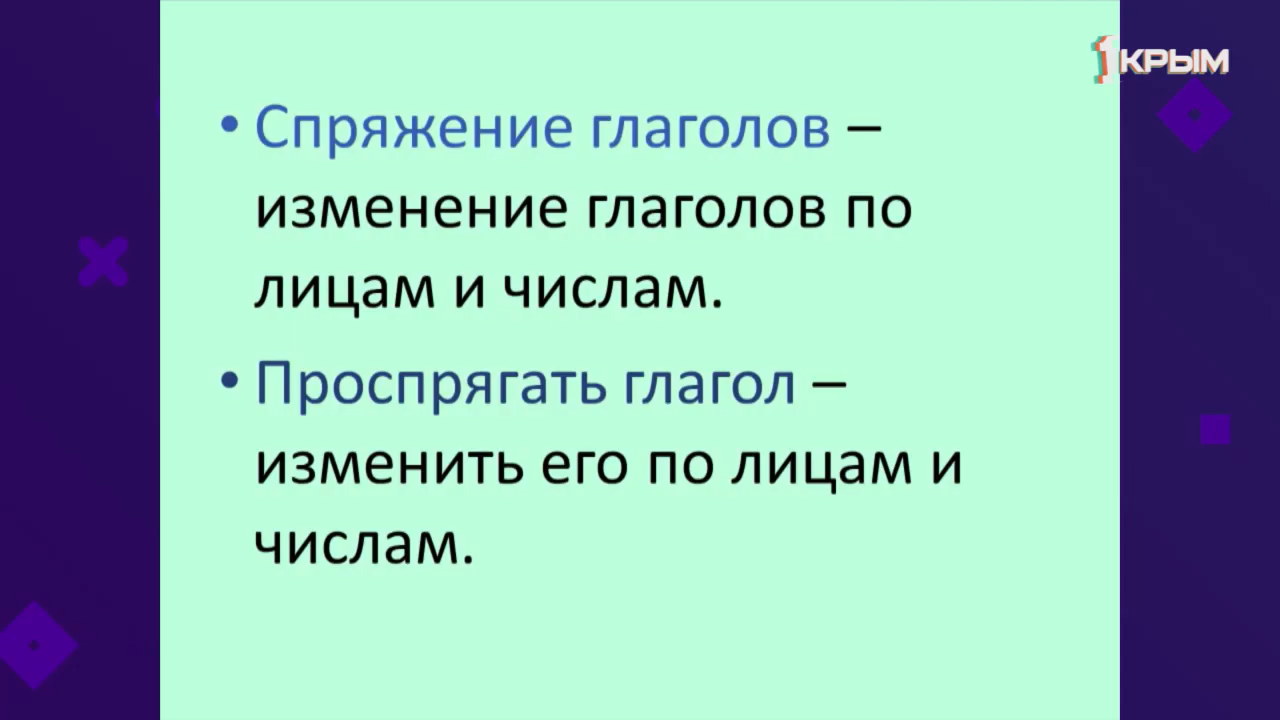 1КРЫМ
• Спряжение глаголов –
изменение глаголов по
лицам и числам.
• Проспрягать глагол –
изменить его по лицам и
числам.